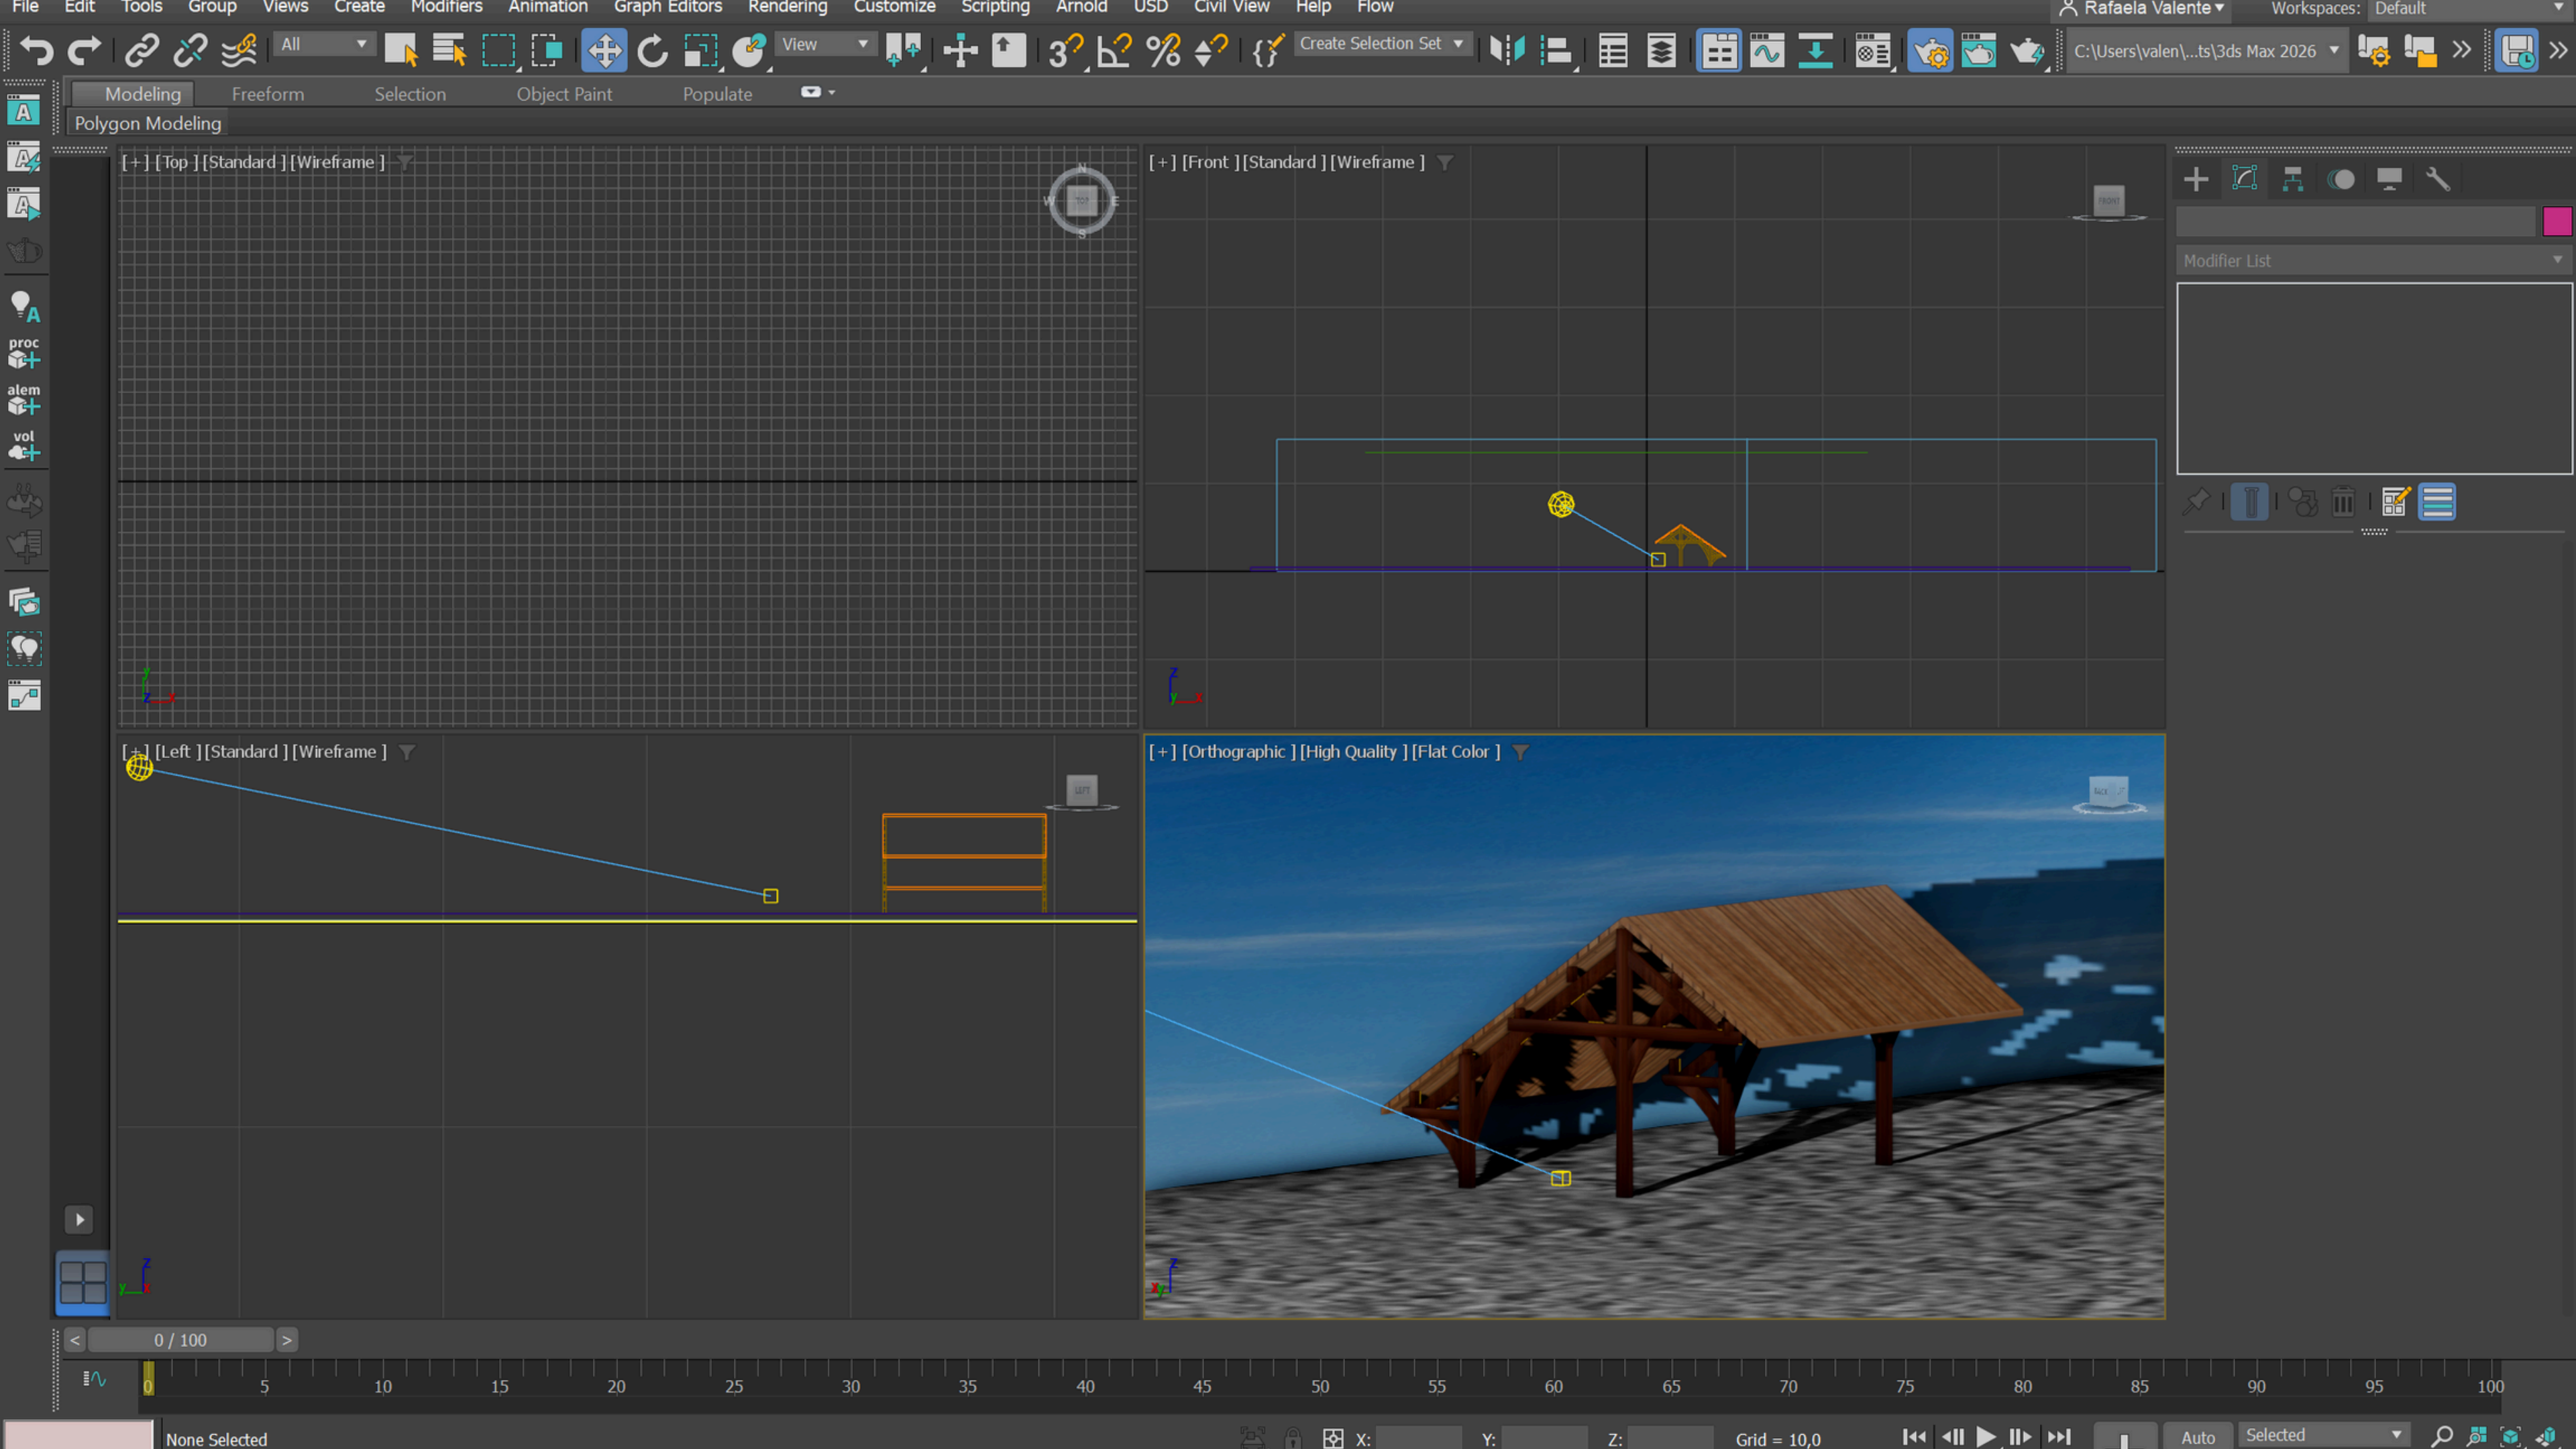 File Edit Tools Group Views Create Modifiers Animation Graph Editors Rendering Customize Scripting Arnold USD Civil View Help Flow Rafaela Valente Workspaces: Default
All View Create Selection Set C:\Users\valen\...ts\3ds Max 2026
Modeling Freeform Selection Object Paint Populate
Polygon Modeling
[+] [Top ] [Standard ] [Wireframe ]
N
W TOP E
S
[+] [Front ] [Standard ] [Wireframe ]
FRONT
Modifier List
proc
alem
vol
y
z x
z
y x
[+] [Left ] [Standard ] [Wireframe ]
LEFT
[+] [Orthographic ] [High Quality ] [Flat Color ]
BACK
z
y x
z
x y
< 0 / 100 >
0 5 10 15 20 25 30 35 40 45 50 55 60 65 70 75 80 85 90 95 100
None Selected X: Y: Z: Grid = 10,0 Auto Selected